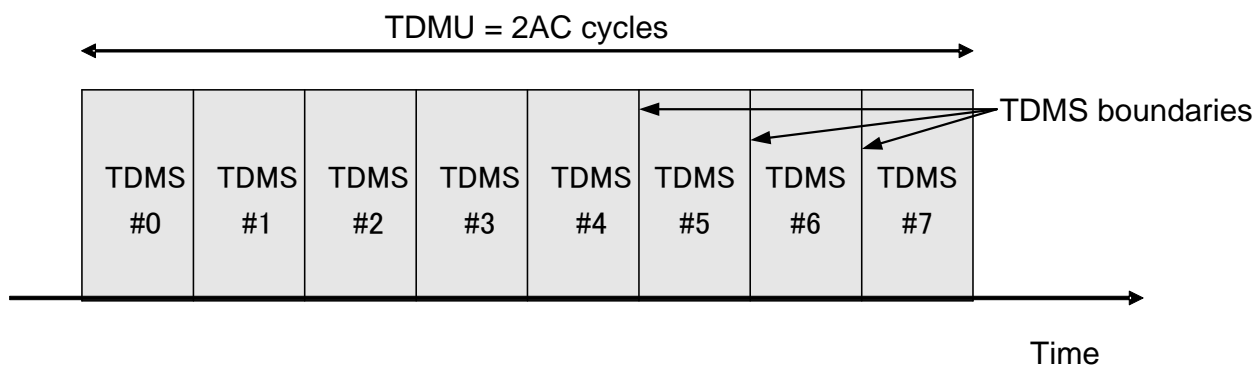 TDMU = 2AC cycles
TDMS boundaries
TDMS TDMS TDMS TDMS TDMS TDMS TDMS TDMS
#0 #1 #2 #3 #4 #5 #6 #7
Time